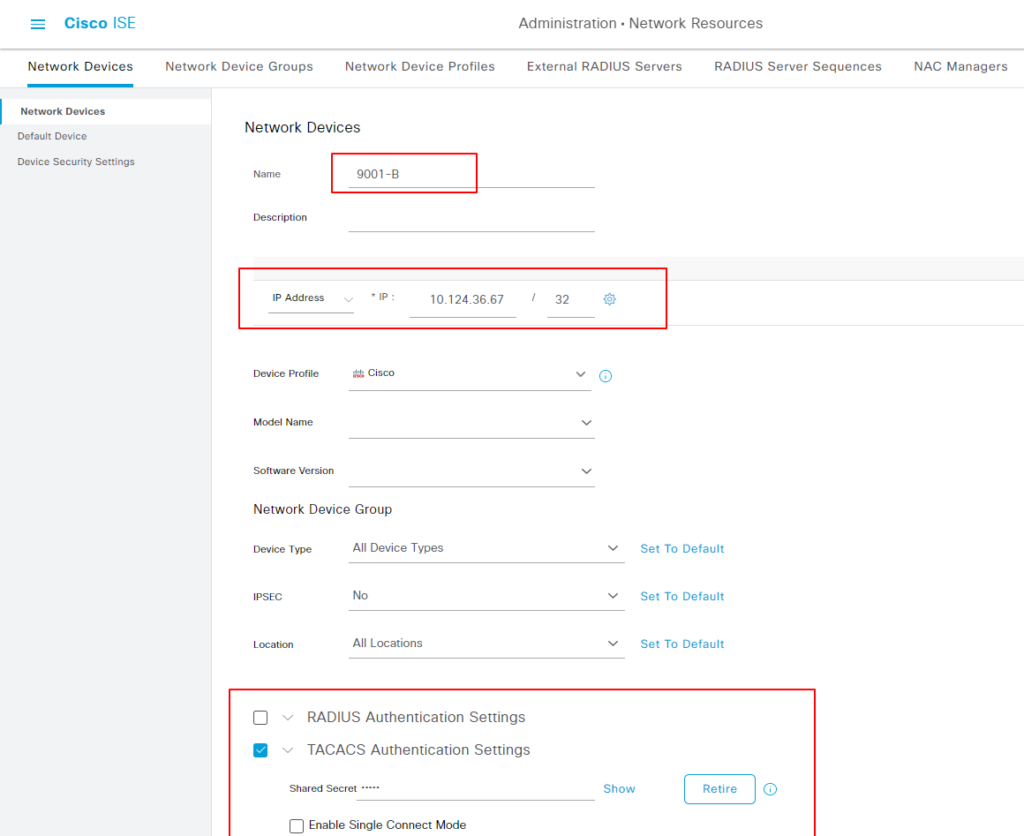 Cisco ISE
Administration • Network Resources
Network Devices Network Device Groups Network Device Profiles External RADIUS Servers RADIUS Server Sequences NAC Managers
Network Devices
Default Device
Device Security Settings
Network Devices
Name 9001-B
Description
IP Address * IP : 10.124.36.67 / 32
Device Profile Cisco
Model Name
Software Version
Network Device Group
Device Type All Device Types Set To Default
IPSEC No Set To Default
Location All Locations Set To Default
RADIUS Authentication Settings
TACACS Authentication Settings
Shared Secret ••••• Show Retire
Enable Single Connect Mode